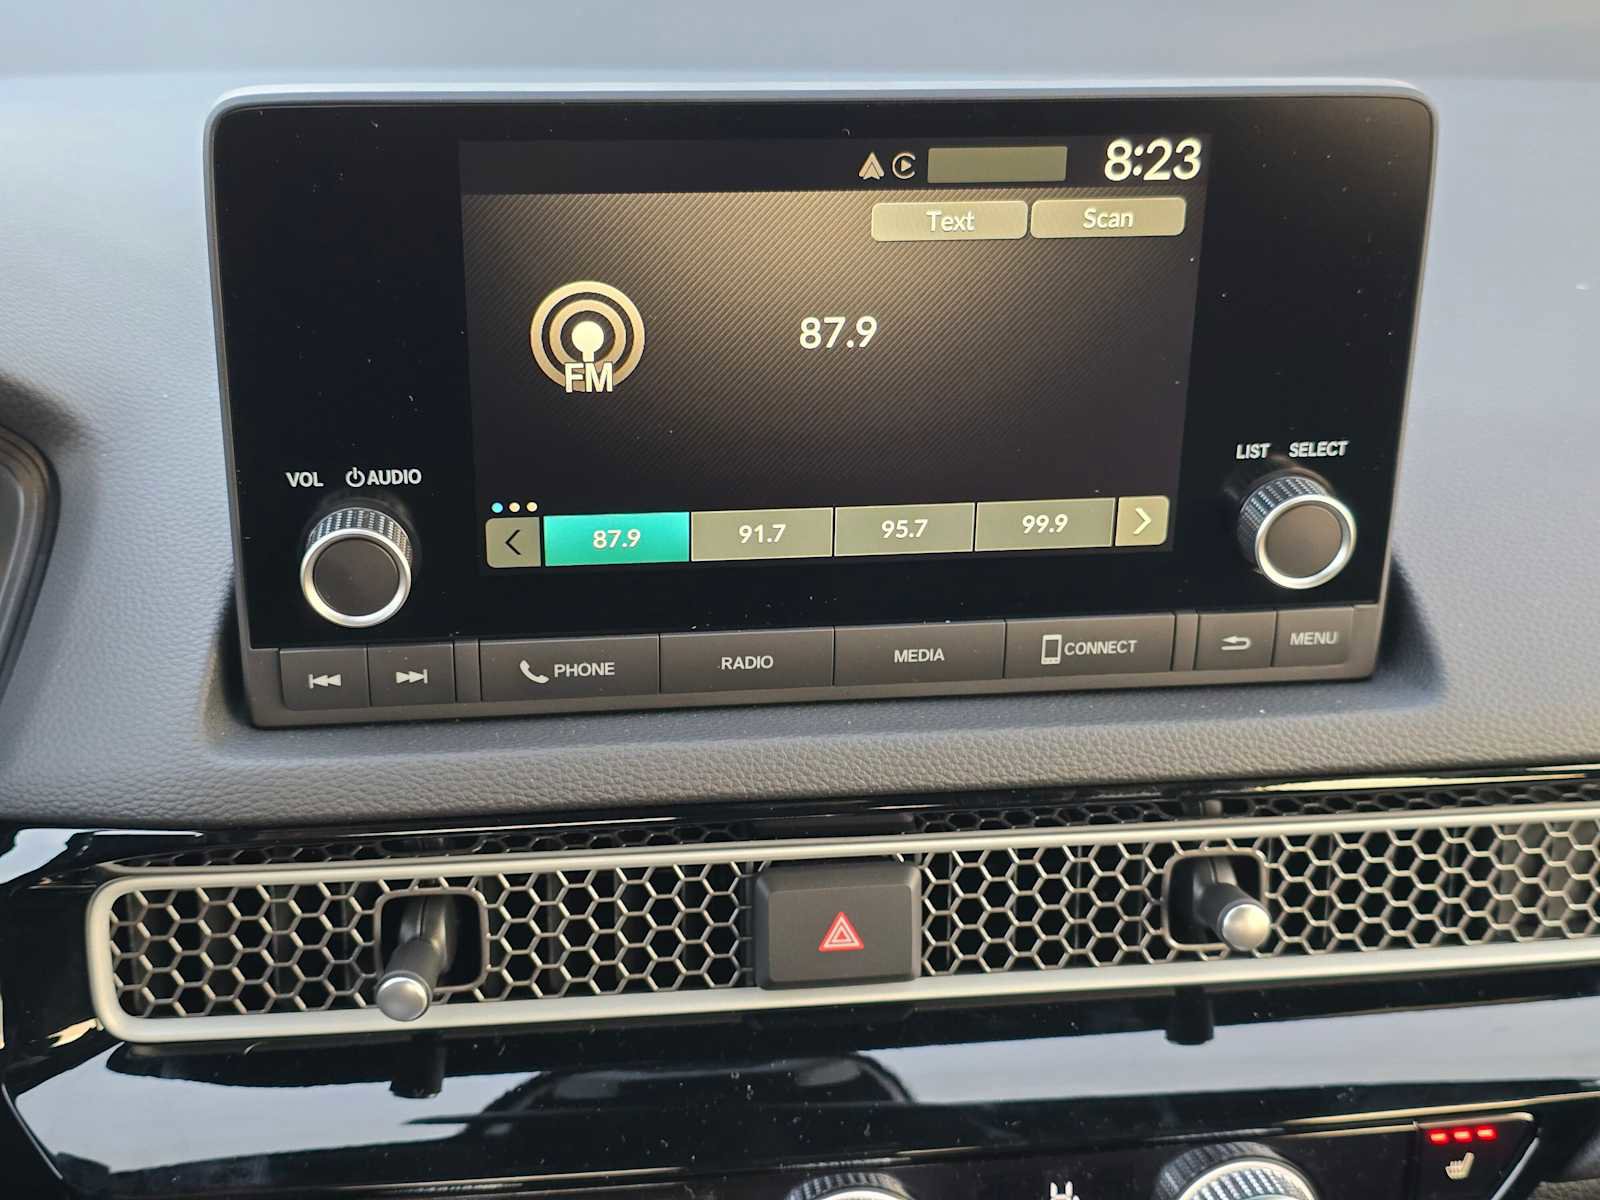 8:23
Text Scan
87.9
FM
VOL AUDIO
LIST SELECT
87.9 91.7 95.7 99.9
PHONE RADIO MEDIA CONNECT MENU